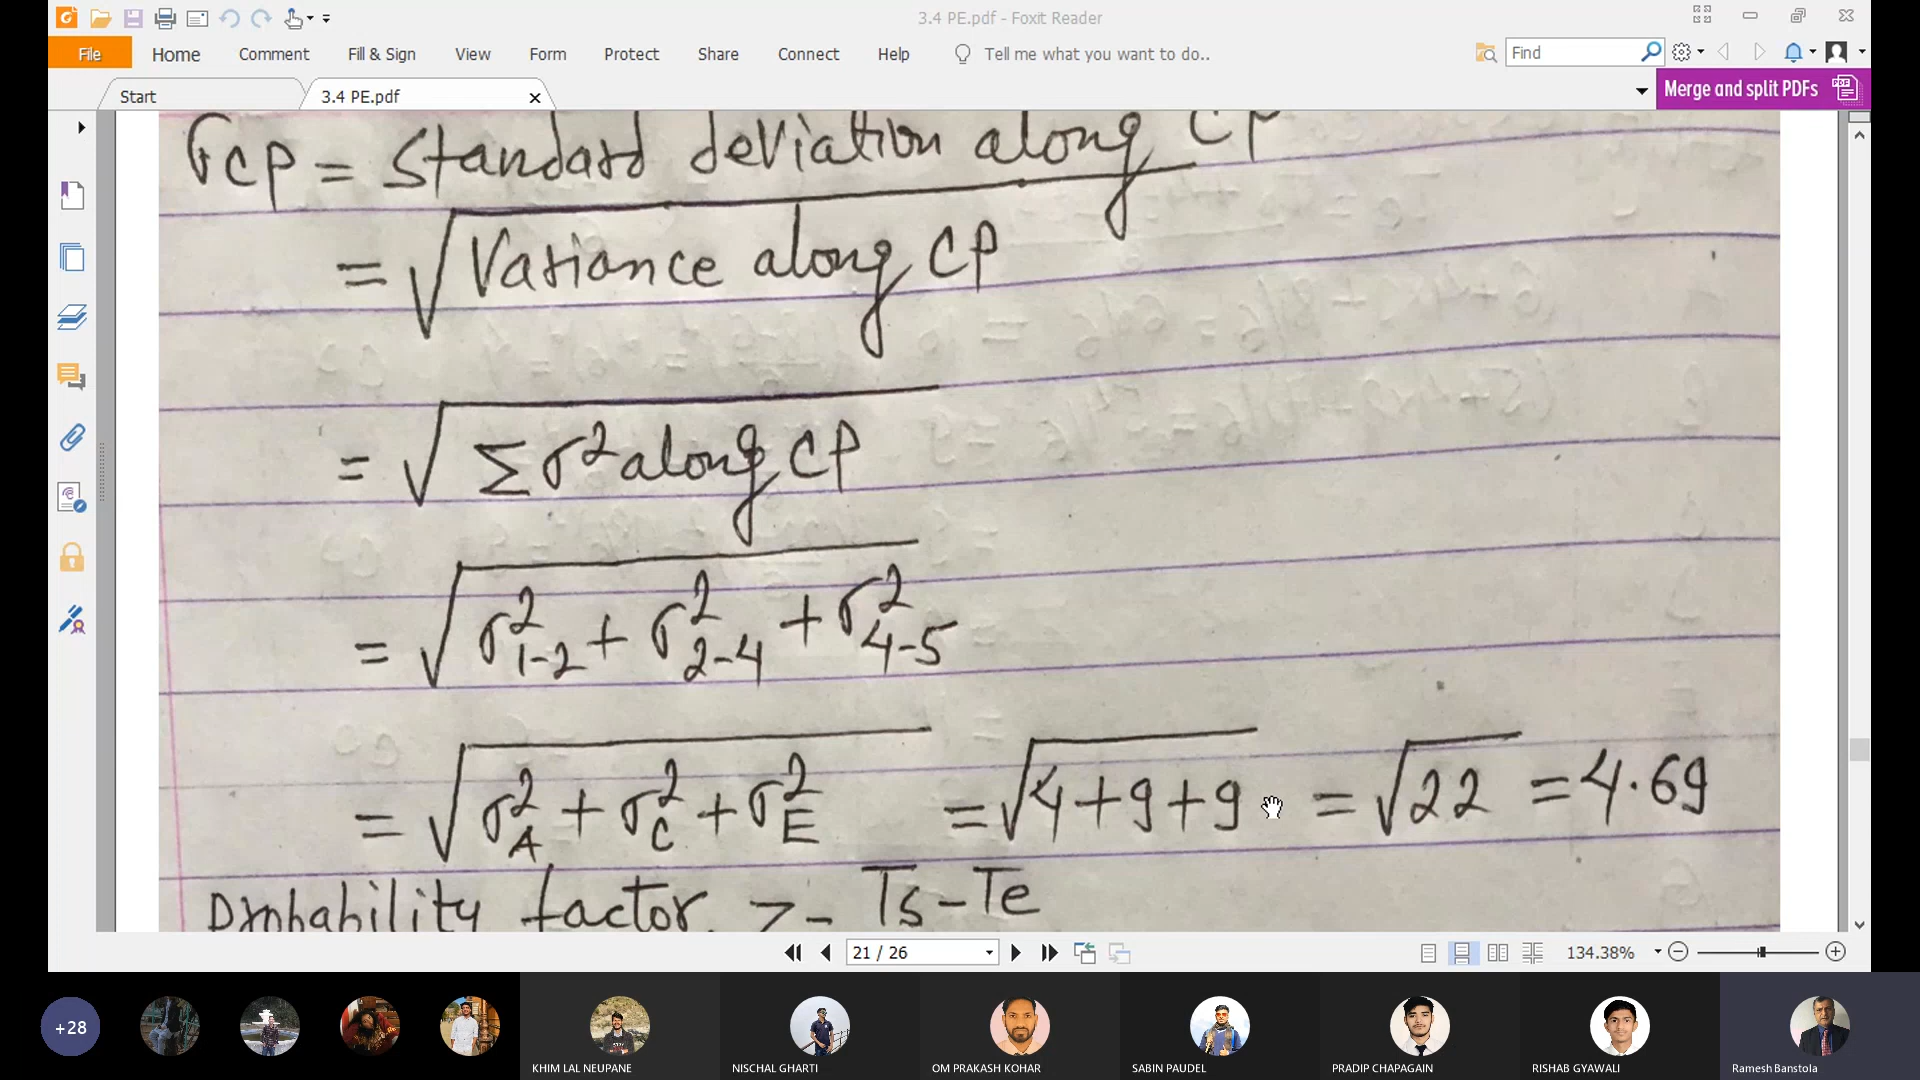 3.4 PE.pdf - Foxit Reader
File Home Comment Fill & Sign View Form Protect Share Connect Help Tell me what you want to do.. Find
Start 3.4 PE.pdf Merge and split PDFs
σCP = Standard deviation along CP
= √Variance along CP
= √Σσ² along CP
= √σ²1-2 + σ²2-4 + σ²4-5
= √σ²A + σ²C + σ²E = √4+9+9 = √22 = 4.69
Probability factor, Z = Ts - Te
21 / 26 134.38%
+28
KHIM LAL NEUPANE NISCHAL GHARTI OM PRAKASH KOHAR SABIN PAUDEL PRADIP CHAPAGAIN RISHAB GYAWALI Ramesh Banstola